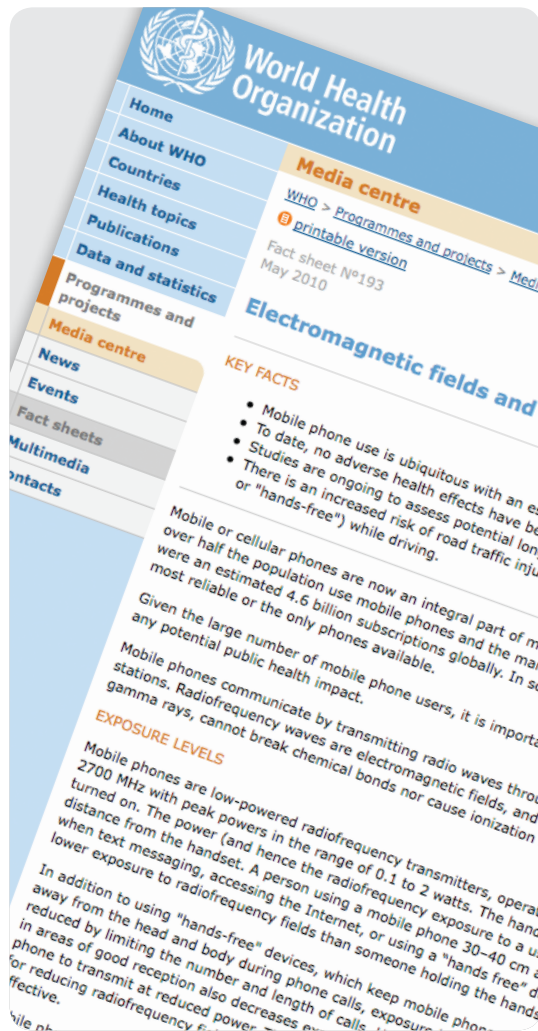 World Health
Organization
Home
About WHO
Countries
Health topics
Publications
Data and statistics
Programmes and
projects
Media centre
News
Events
Fact sheets
Multimedia
ontacts
Media centre
WHO > Programmes and projects > Medi
printable version
Fact sheet N°193
May 2010
Electromagnetic fields and
KEY FACTS
• Mobile phone use is ubiquitous with an es
• To date, no adverse health effects have be
• Studies are ongoing to assess potential lon
• There is an increased risk of road traffic inju
or "hands-free") while driving.
Mobile or cellular phones are now an integral part of m
over half the population use mobile phones and the mar
were an estimated 4.6 billion subscriptions globally. In so
most reliable or the only phones available.
Given the large number of mobile phone users, it is importa
any potential public health impact.
Mobile phones communicate by transmitting radio waves throu
stations. Radiofrequency waves are electromagnetic fields, and
gamma rays, cannot break chemical bonds nor cause ionization
EXPOSURE LEVELS
Mobile phones are low-powered radiofrequency transmitters, operat
2700 MHz with peak powers in the range of 0.1 to 2 watts. The hand
turned on. The power (and hence the radiofrequency exposure to a u
distance from the handset. A person using a mobile phone 30–40 cm a
when text messaging, accessing the Internet, or using a "hands free" d
lower exposure to radiofrequency fields than someone holding the hands
In addition to using "hands-free" devices, which keep mobile phone
away from the head and body during phone calls, exposur
reduced by limiting the number and length of calls.
in areas of good reception also decreases ex
phone to transmit at reduced power.
for reducing radiofrequency fi
ffective.
bile ph